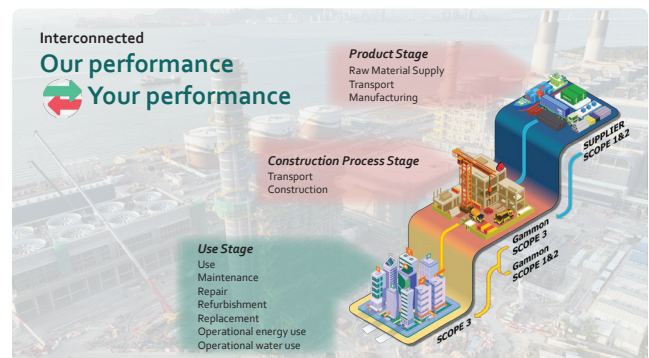 Interconnected
Our performance
Your performance
Product Stage
Raw Material Supply
Transport
Manufacturing
SUPPLIER
SCOPE 1&2
Construction Process Stage
Transport
Construction
Gammon
SCOPE 3
Gammon
SCOPE 1&2
Use Stage
Use
Maintenance
Repair
Refurbishment
Replacement
Operational energy use
Operational water use
SCOPE 3